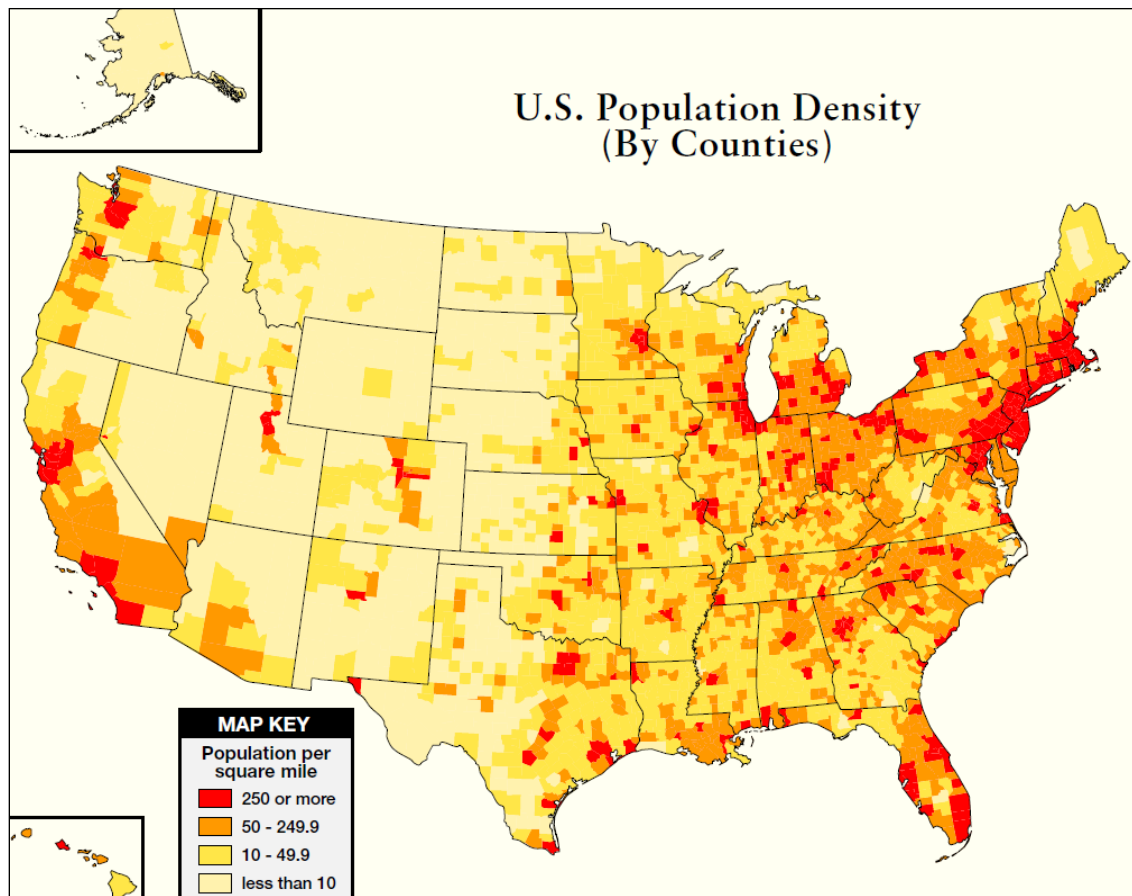 U.S. Population Density
(By Counties)
MAP KEY
Population per
square mile
250 or more
50 - 249.9
10 - 49.9
less than 10